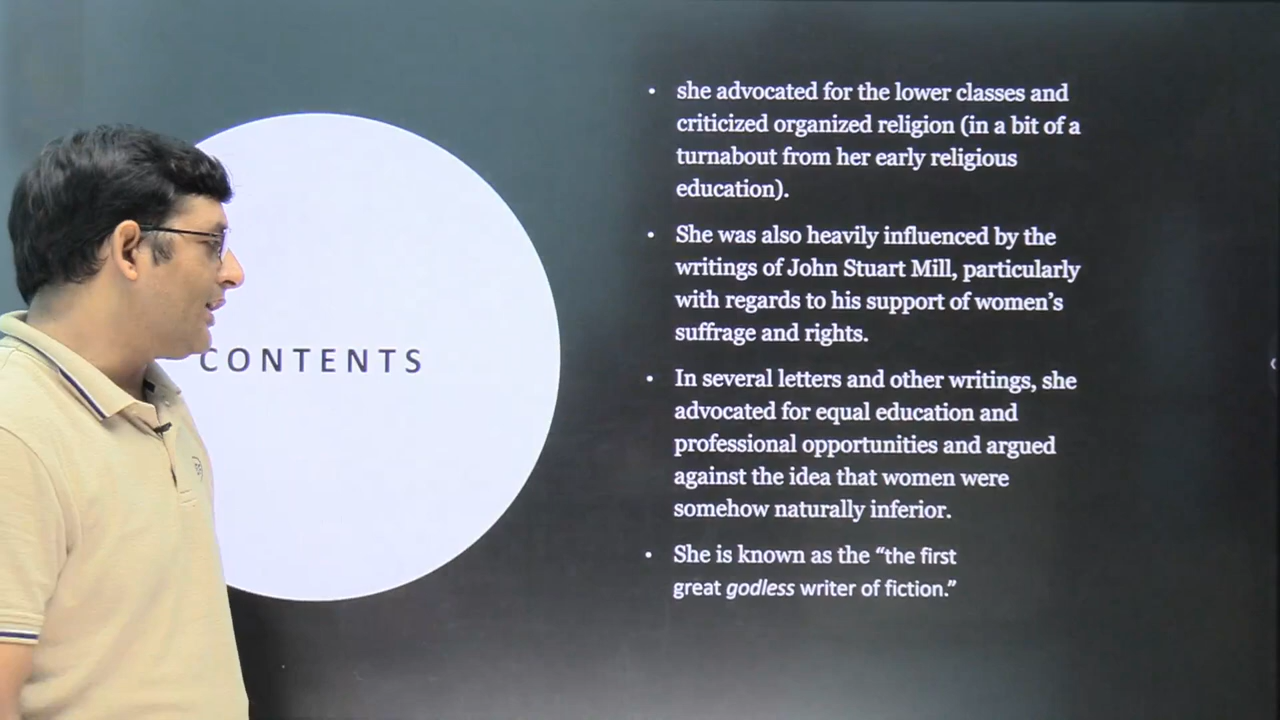 CONTENTS
• she advocated for the lower classes and
criticized organized religion (in a bit of a
turnabout from her early religious
education).
• She was also heavily influenced by the
writings of John Stuart Mill, particularly
with regards to his support of women’s
suffrage and rights.
• In several letters and other writings, she
advocated for equal education and
professional opportunities and argued
against the idea that women were
somehow naturally inferior.
• She is known as the “the first
great godless writer of fiction.”